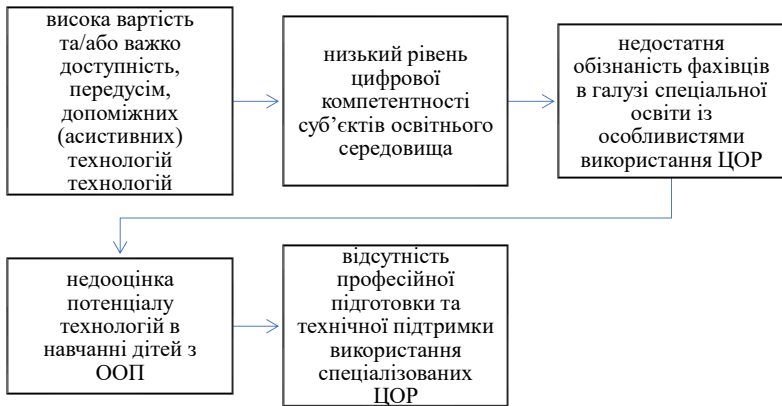 висока вартість
та/або важко
доступність,
передусім,
допоміжних
(асистивних)
технологій
технологій
низький рівень
цифрової
компетентності
суб’єктів освітнього
середовища
недостатня
обізнаність фахівців
в галузі спеціальної
освіти із
особливистями
використання ЦОР
недооцінка
потенціалу
технологій в
навчанні дітей з
ООП
відсутність
професійної
підготовки та
технічної підтримки
використання
спеціалізованих
ЦОР